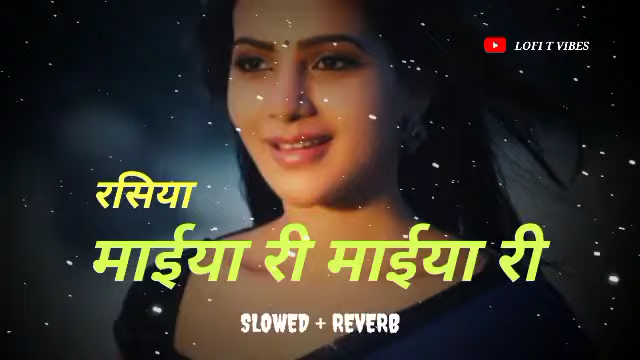 LOFI T VIBES
रसिया
माईया री माईया री
SLOWED + REVERB